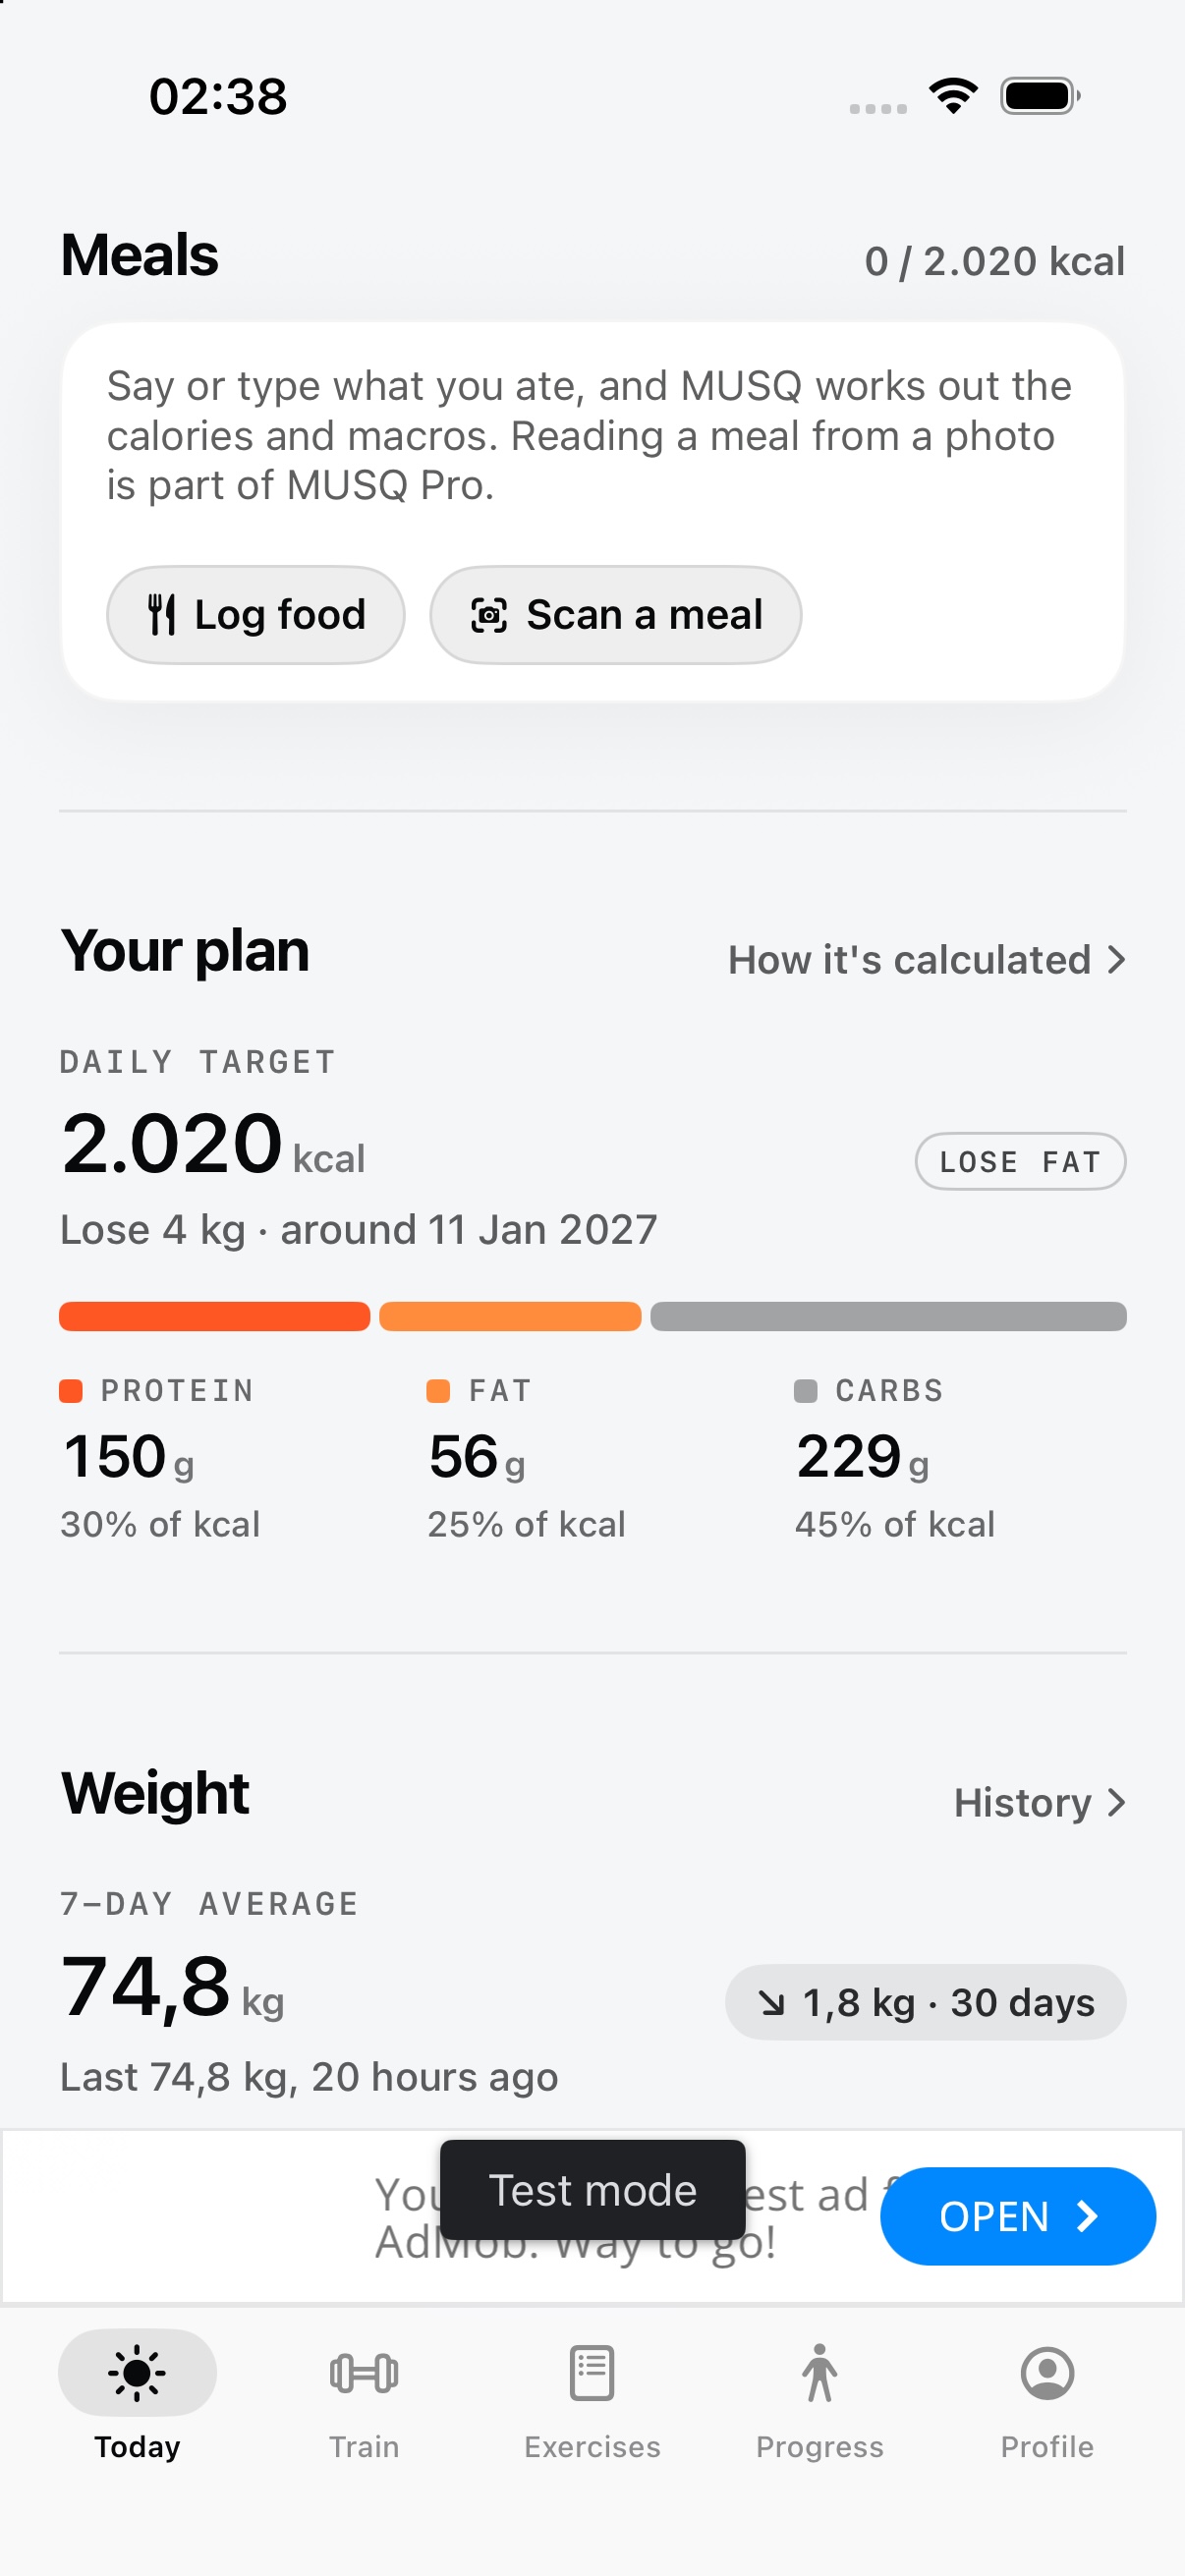 02:38
Meals
0 / 2.020 kcal
Say or type what you ate, and MUSQ works out the
calories and macros. Reading a meal from a photo
is part of MUSQ Pro.
Log food
Scan a meal
Your plan
How it's calculated
DAILY TARGET
2.020 kcal
LOSE FAT
Lose 4 kg · around 11 Jan 2027
PROTEIN
FAT
CARBS
150 g
56 g
229 g
30% of kcal
25% of kcal
45% of kcal
Weight
History
7-DAY AVERAGE
74,8 kg
1,8 kg · 30 days
Last 74,8 kg, 20 hours ago
Test mode
ad
AdMob. Way to go!
OPEN
Today
Train
Exercises
Progress
Profile